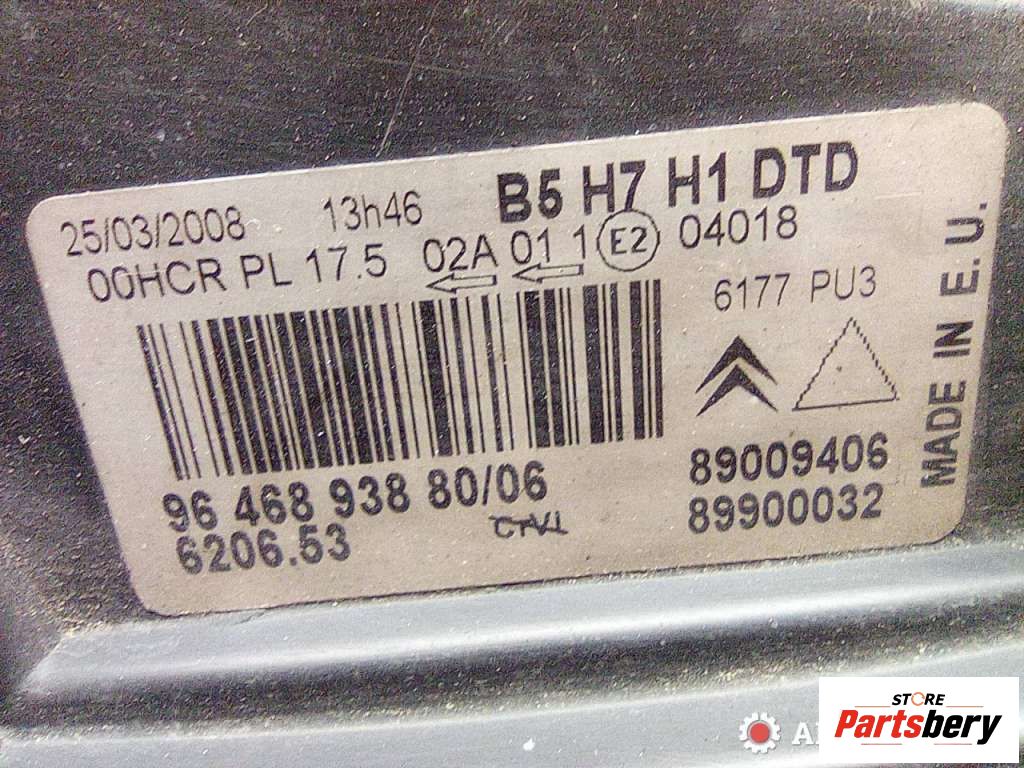 25/03/2008 13h46 B5 H7 H1 DTD
00HCR PL 17.5 02A 01 1 E2 04018
6177 PU3
96 468 938 80/06 89009406
6206.53 89900032
MADE IN E.U.
STORE
Partsbery